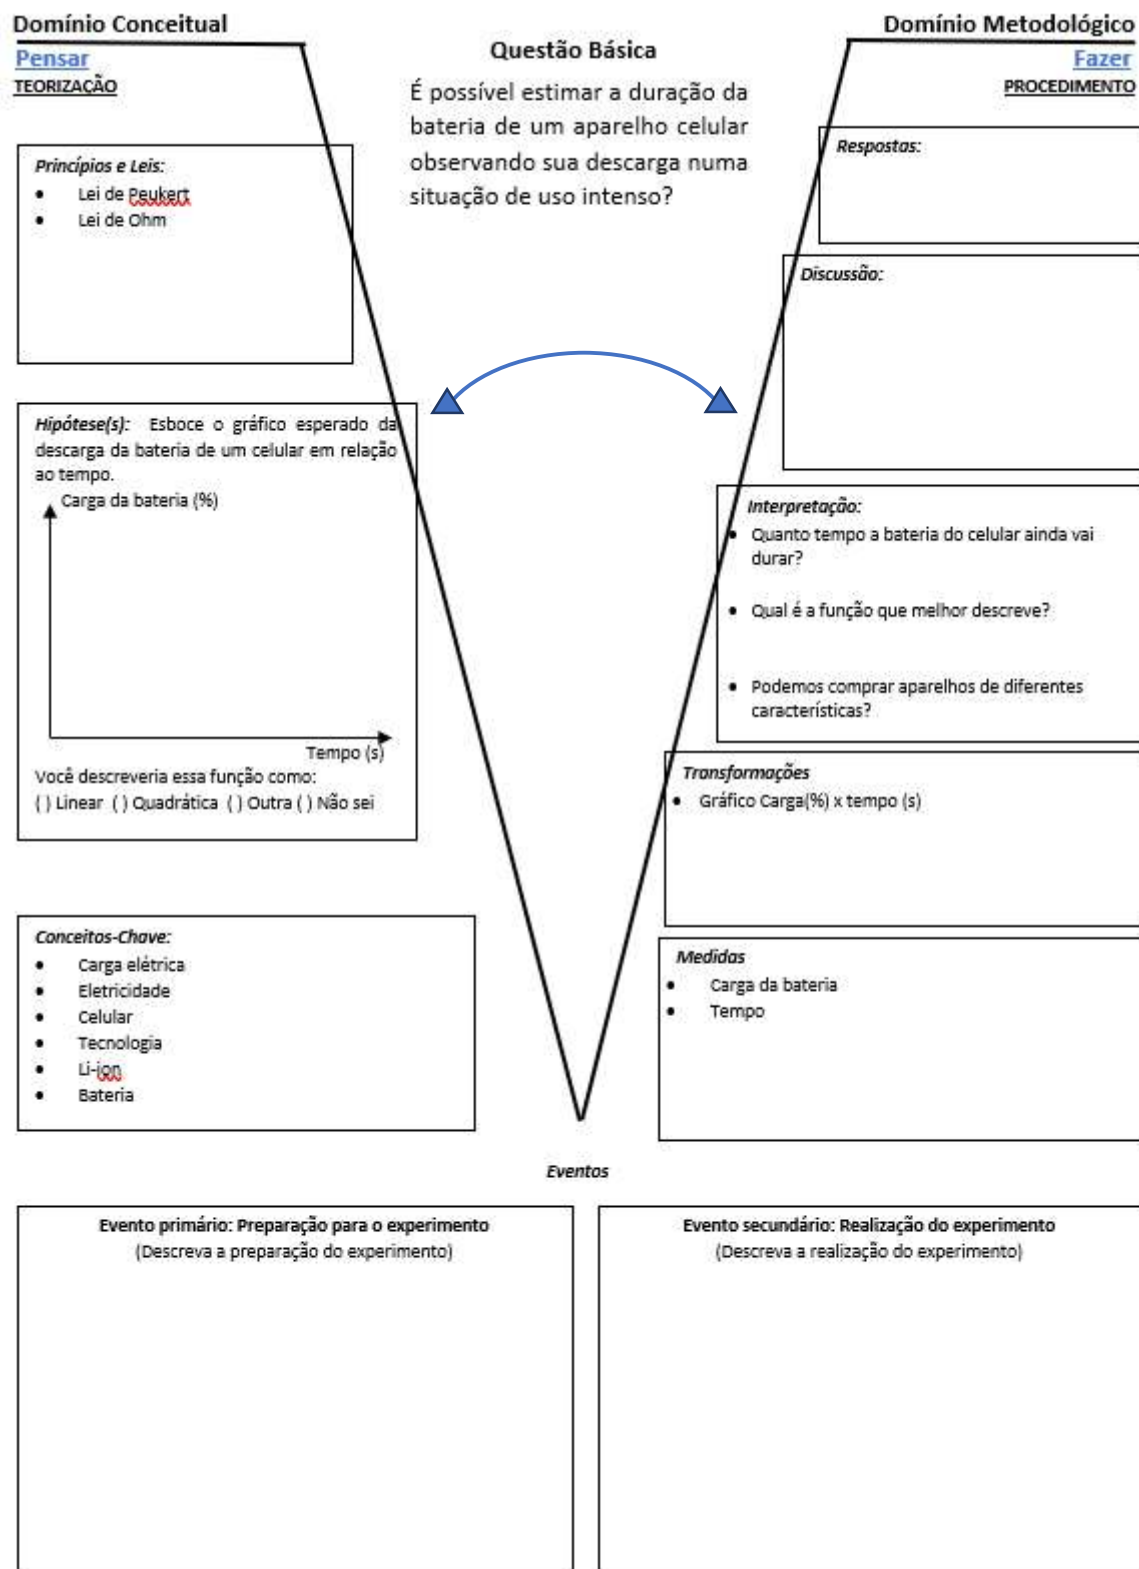 Domínio Conceitual
Pensar
TEORIZAÇÃO
Questão Básica
É possível estimar a duração da
bateria de um aparelho celular
observando sua descarga numa
situação de uso intenso?
Domínio Metodológico
Fazer
PROCEDIMENTO
Princípios e Leis:
• Lei de Peukert
• Lei de Ohm
Hipótese(s): Esboce o gráfico esperado da
descarga da bateria de um celular em relação
ao tempo.
Carga da bateria (%)
Tempo (s)
Você descreveria essa função como:
( ) Linear ( ) Quadrática ( ) Outra ( ) Não sei
Conceitos-Chave:
• Carga elétrica
• Eletricidade
• Celular
• Tecnologia
• Li-ion
• Bateria
Respostas:
Discussão:
Interpretação:
• Quanto tempo a bateria do celular ainda vai
durar?
• Qual é a função que melhor descreve?
• Podemos comprar aparelhos de diferentes
características?
Transformações
• Gráfico Carga(%) x tempo (s)
Medidas
• Carga da bateria
• Tempo
Eventos
Evento primário: Preparação para o experimento
(Descreva a preparação do experimento)
Evento secundário: Realização do experimento
(Descreva a realização do experimento)